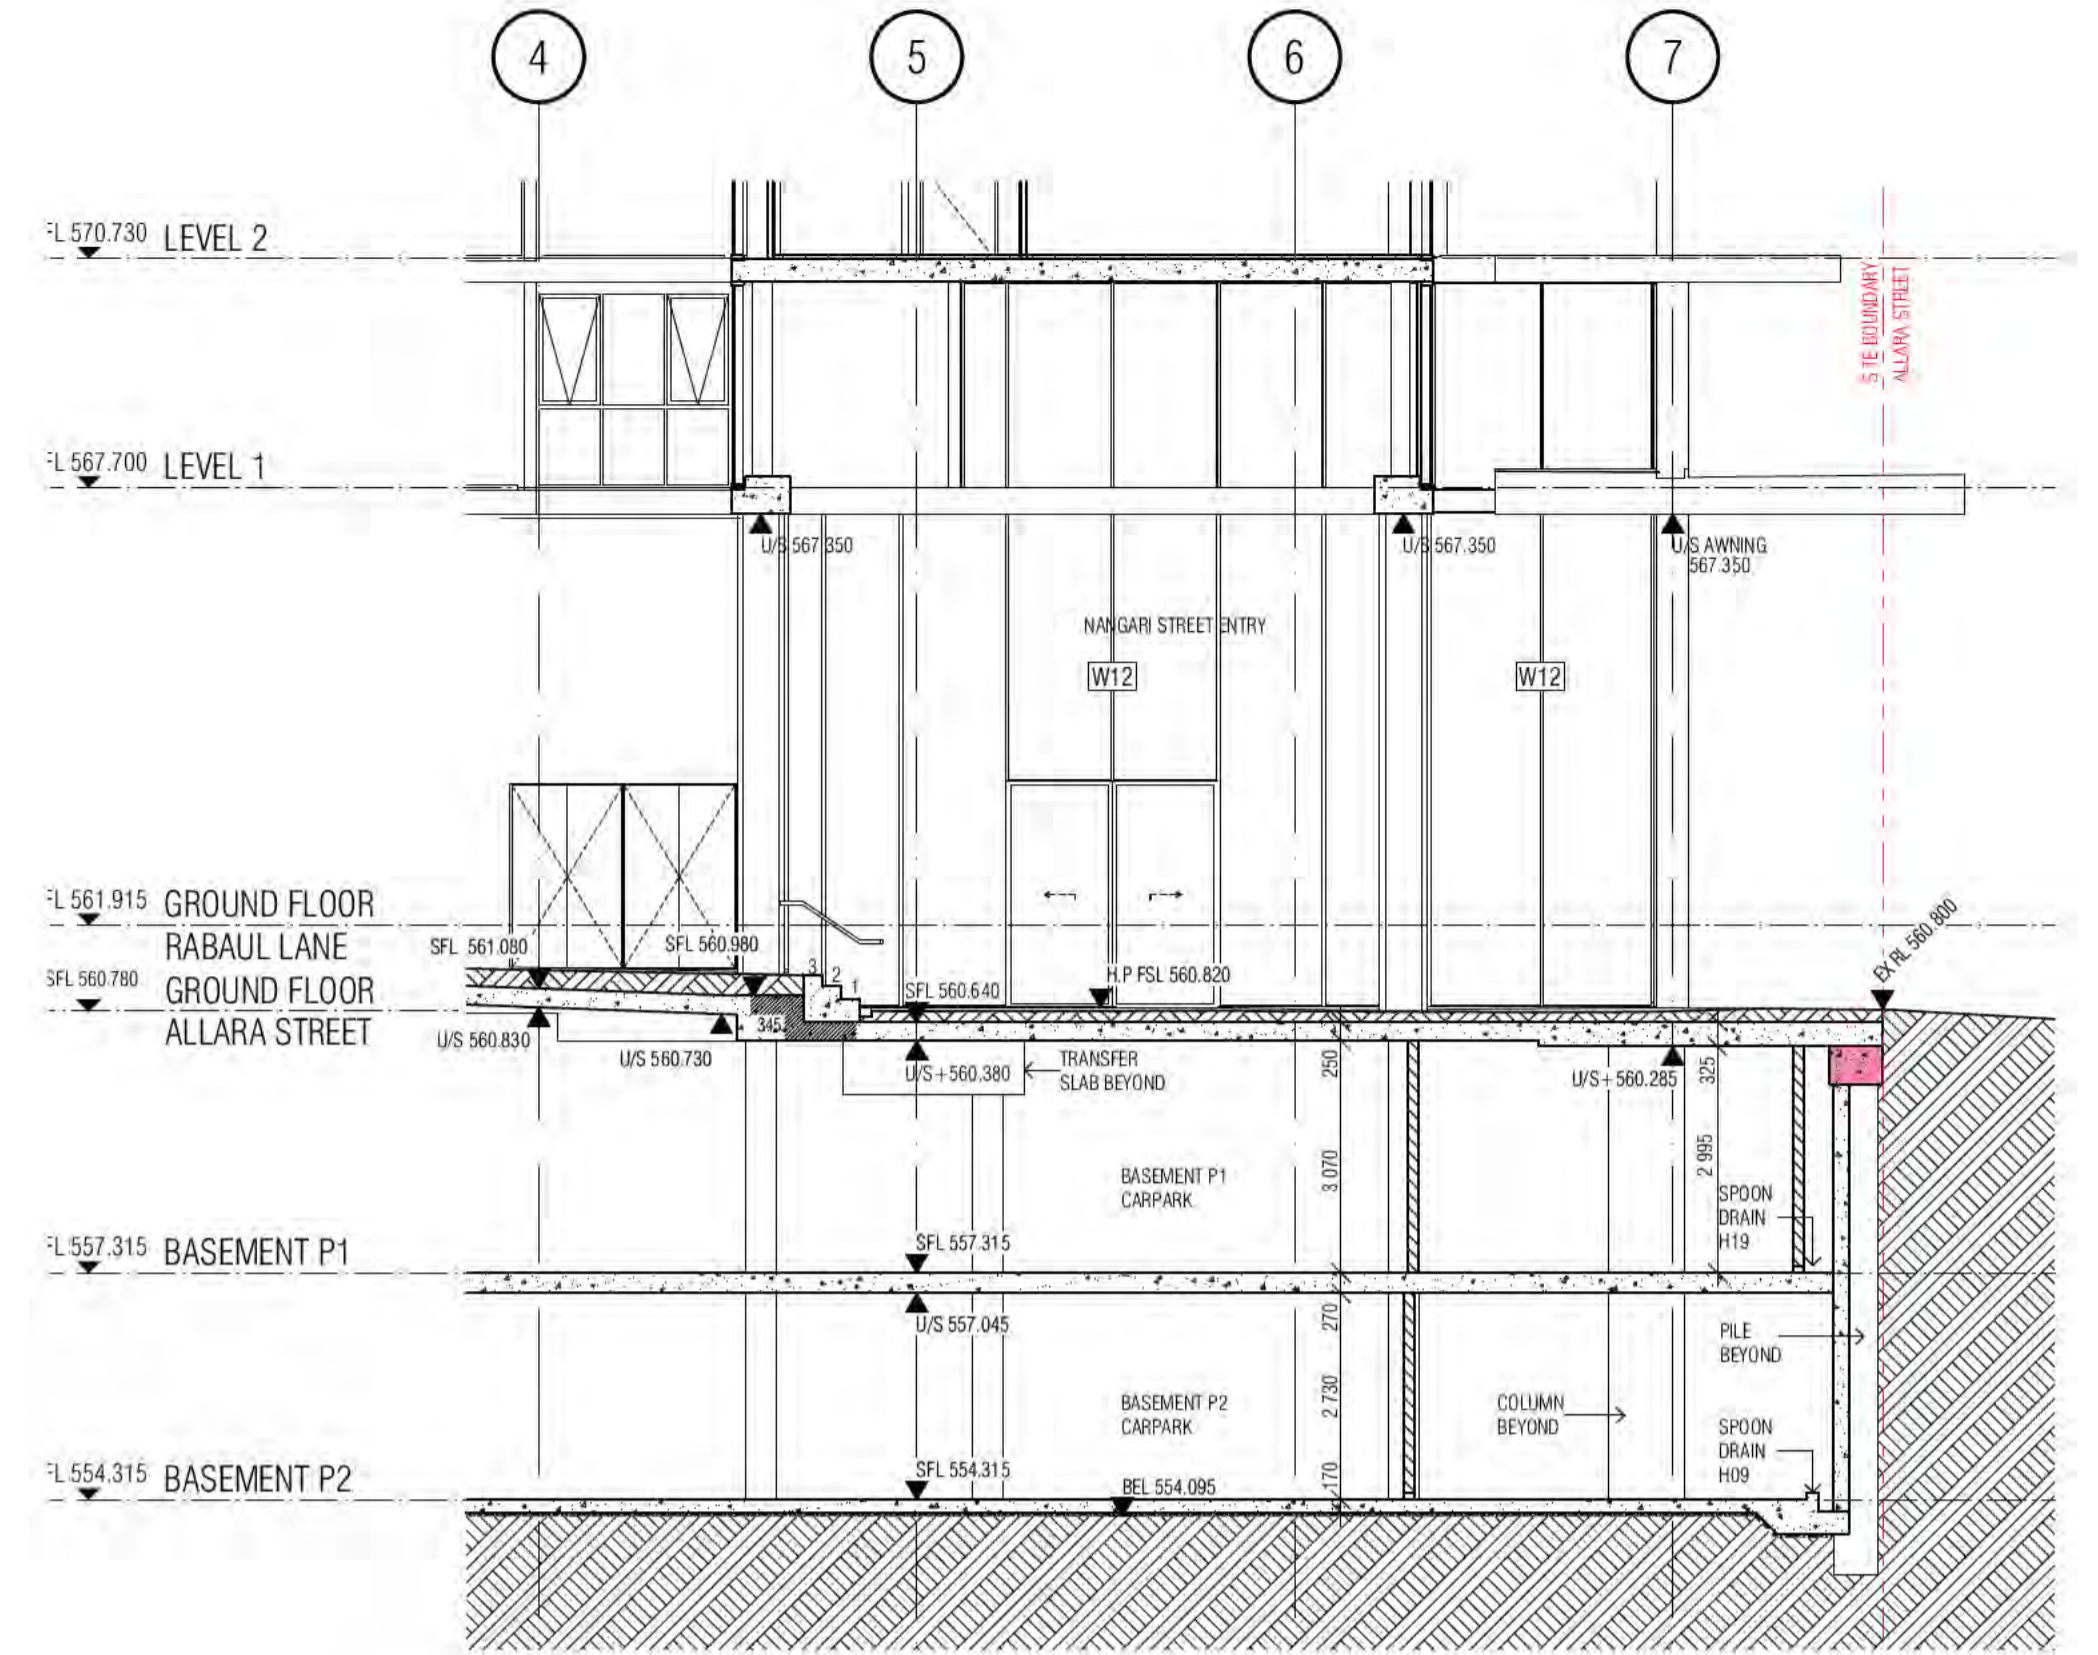 4 5 6 7
FL 570.730 LEVEL 2
S TE BOUNDARY
ALLARA STREET
FL 567.700 LEVEL 1
U/S 567.350
U/S 567.350
U/S AWNING
567.350
NANGARI STREET ENTRY
W12
W12
FL 561.915 GROUND FLOOR
RABAUL LANE
SFL 561.080
SFL 560.980
EX RL 560.800
SFL 560.780 GROUND FLOOR
ALLARA STREET
3
2
1
SFL 560.640
H.P FSL 560.820
345
U/S 560.830
U/S 560.730
U/S+560.380
TRANSFER
SLAB BEYOND
250
U/S+560.285
325
BASEMENT P1
CARPARK
3 070
2 995
SPOON
DRAIN
H19
FL 557.315 BASEMENT P1
SFL 557.315
U/S 557.045
270
PILE
BEYOND
BASEMENT P2
CARPARK
2 730
COLUMN
BEYOND
SPOON
DRAIN
H09
FL 554.315 BASEMENT P2
SFL 554.315
BEL 554.095
170